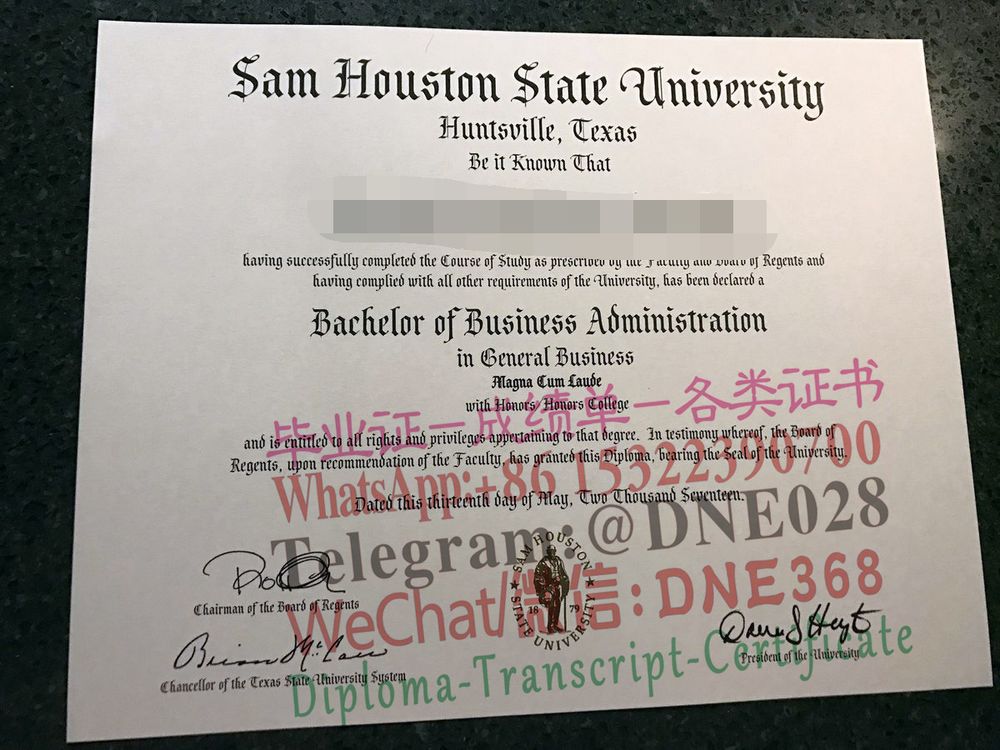 Sam Houston State University
Huntsville, Texas
Be it Known That
having successfully completed the Course of Study as prescribed by the Faculty and Board of Regents and
having complied with all other requirements of the University, has been declared a
Bachelor of Business Administration
in General Business
Magna Cum Laude
with Honors, Honors College
毕业证—成绩单—各类证书
and is entitled to all rights and privileges appertaining to that degree. In testimony whereof, the Board of
Regents, upon recommendation of the Faculty, has granted this Diploma, bearing the Seal of the University.
WhatsApp:+86 15322390700
Dated this thirteenth day of May, Two Thousand Seventeen.
Telegram:@DNE028
SAM HOUSTON
18 79
STATE UNIVERSITY
Chairman of the Board of Regents
WeChat/微信:DNE368
President of the University
Chancellor of the Texas State University System
Diploma-Transcript-Certificate